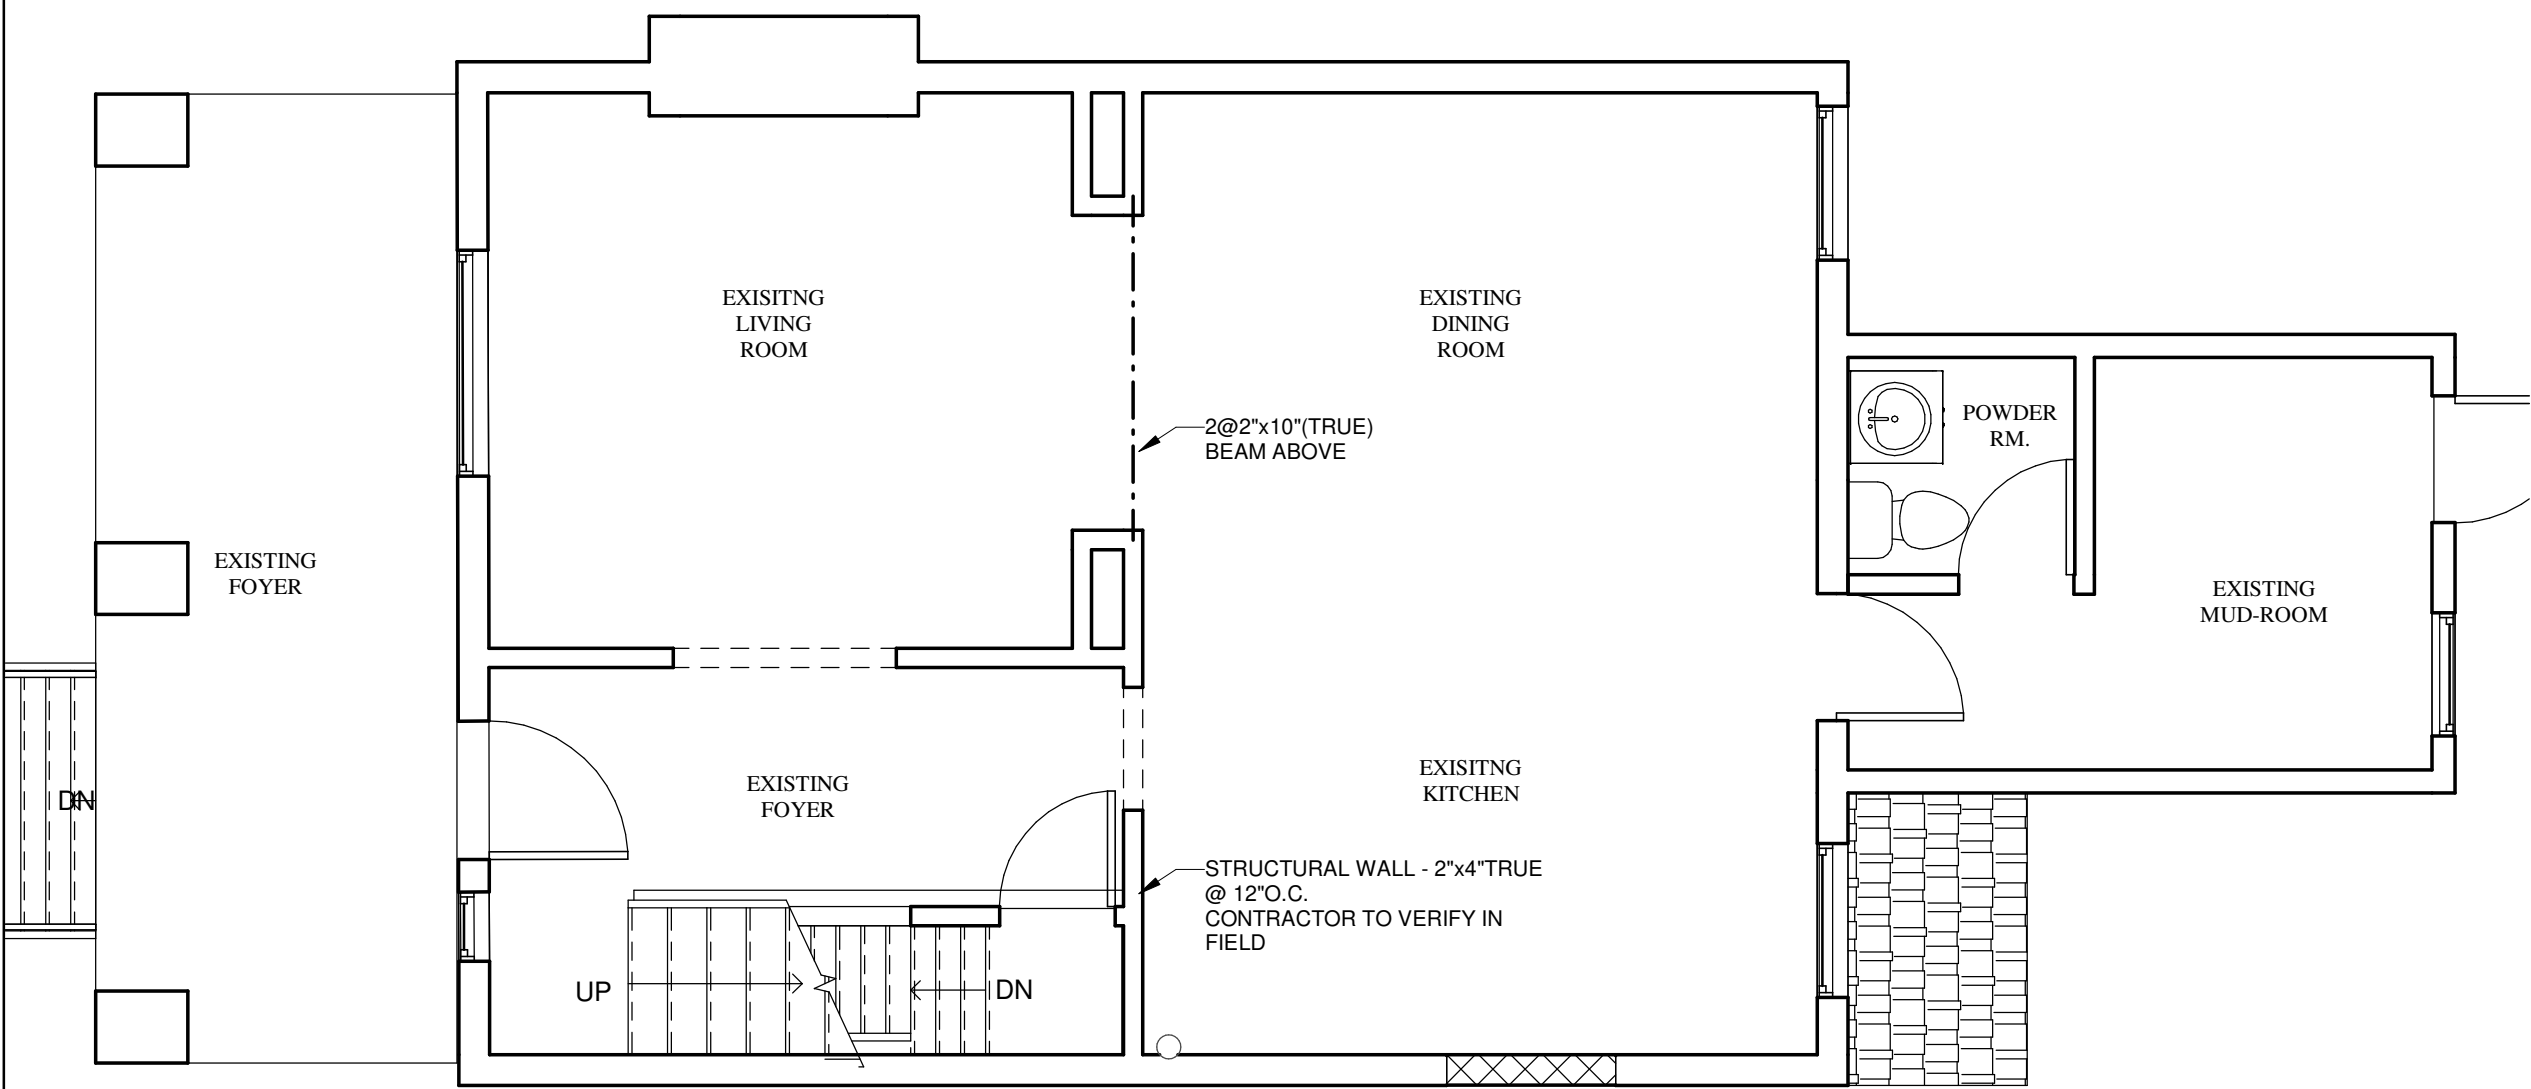 EXISITNG
LIVING
ROOM
EXISTING
DINING
ROOM
2@2"x10"(TRUE)
BEAM ABOVE
POWDER
RM.
EXISTING
FOYER
EXISTING
MUD-ROOM
DN
EXISTING
FOYER
EXISITNG
KITCHEN
STRUCTURAL WALL - 2"x4"TRUE
@ 12"O.C.
CONTRACTOR TO VERIFY IN
FIELD
UP
DN